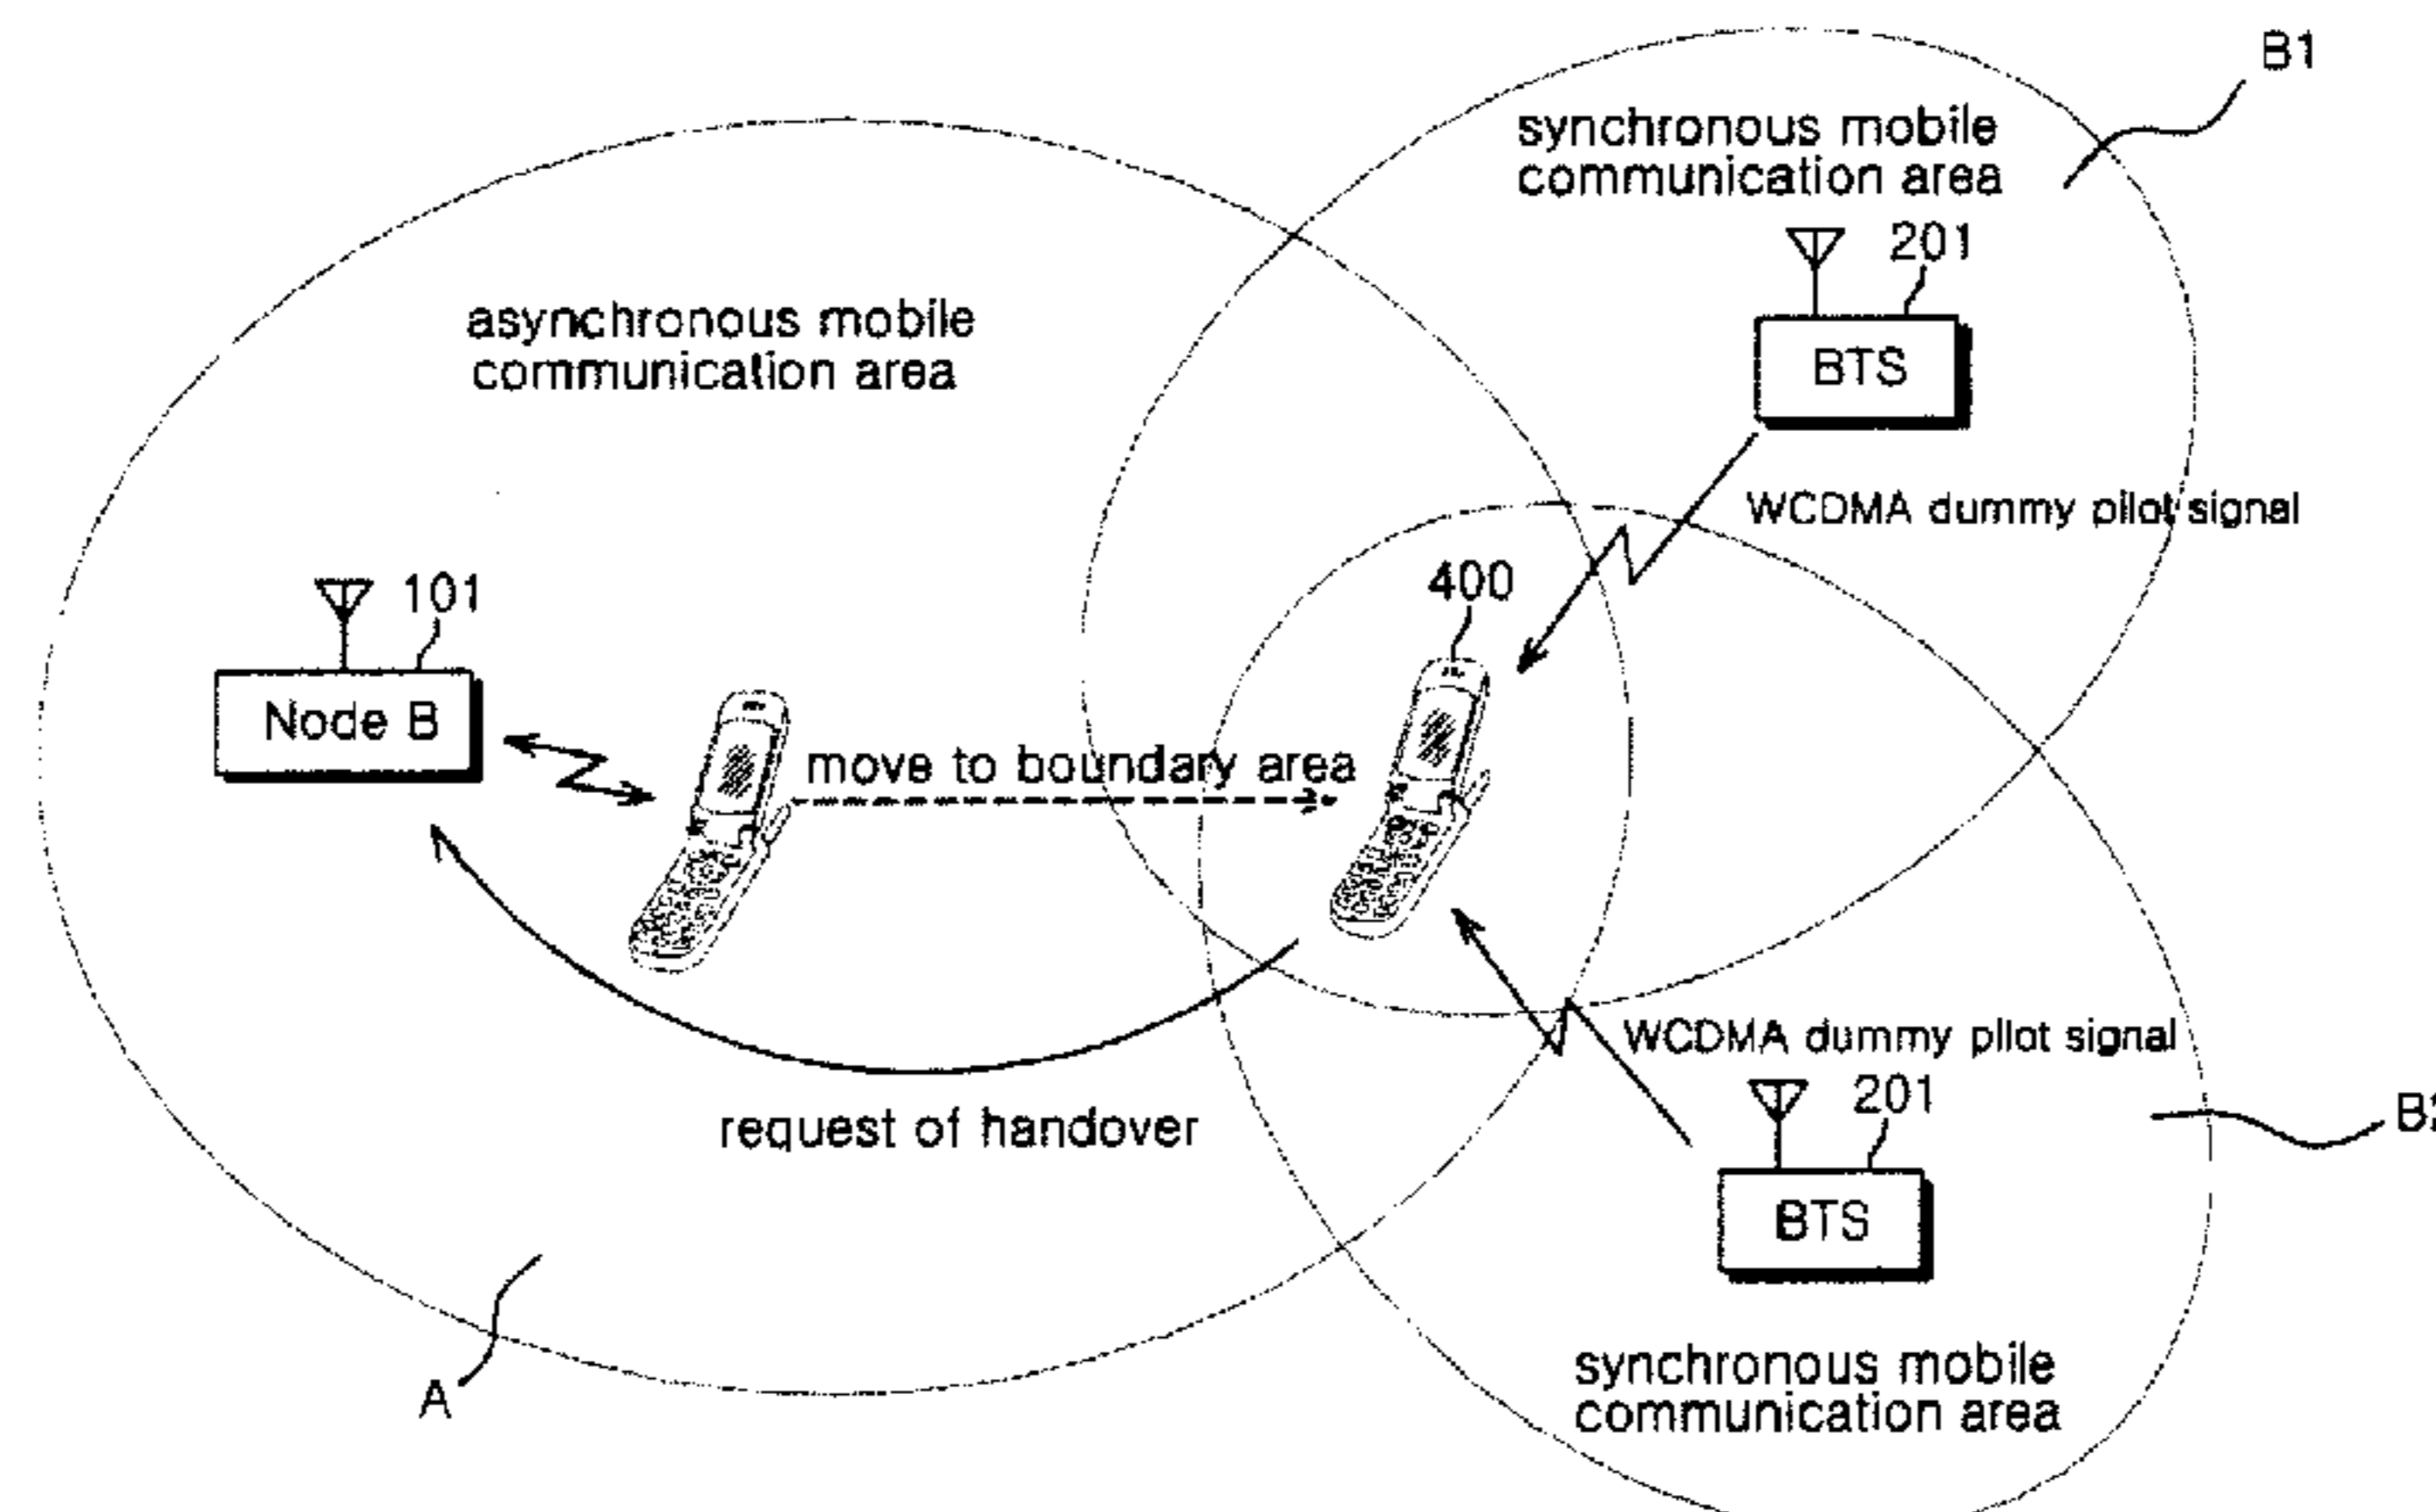 B1
synchronous mobile
communication area
201
BTS
asynchronous mobile
communication area
WCDMA dummy pilot signal
400
101
Node B
move to boundary area
WCDMA dummy pilot signal
request of handover
201
BTS
synchronous mobile
communication area
A